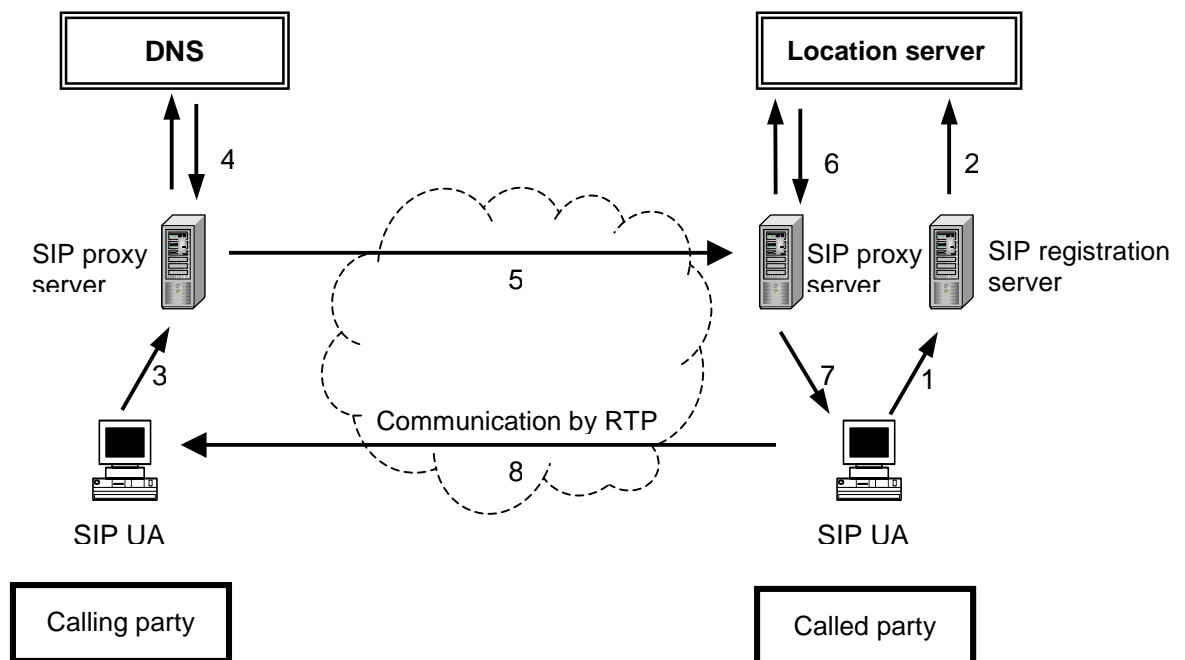 DNS
Location server
4
6
2
SIP proxy
server
5
SIP proxy
server
SIP registration
server
3
7
1
Communication by RTP
8
SIP UA
SIP UA
Calling party
Called party